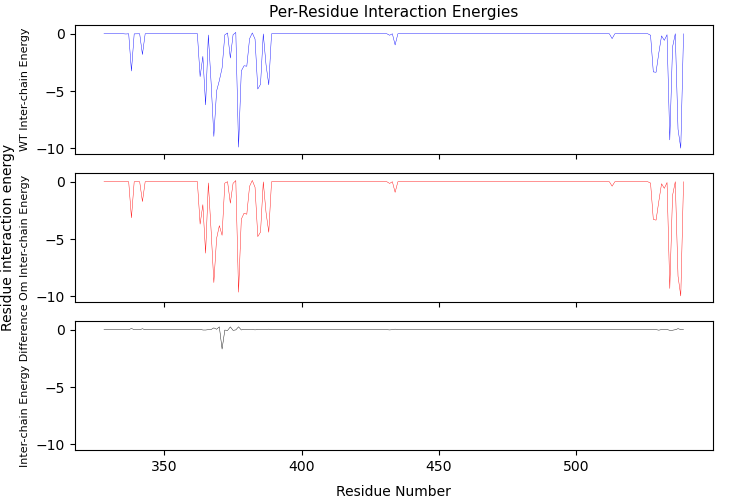 Per-Residue Interaction Energies
Residue interaction energy
WT Inter-chain Energy
0
−5
−10
Om Inter-chain Energy
0
−5
−10
Inter-chain Energy Difference
0
−5
−10
350
400
450
500
Residue Number